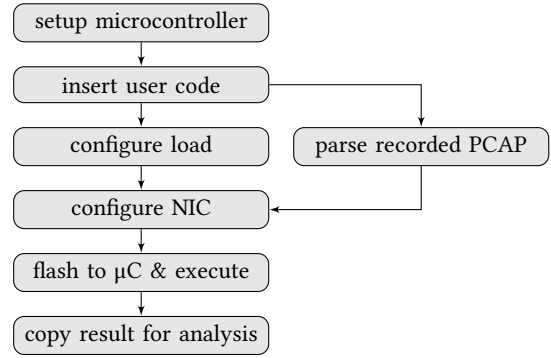 setup microcontroller
insert user code
configure load
parse recorded PCAP
configure NIC
flash to µC & execute
copy result for analysis